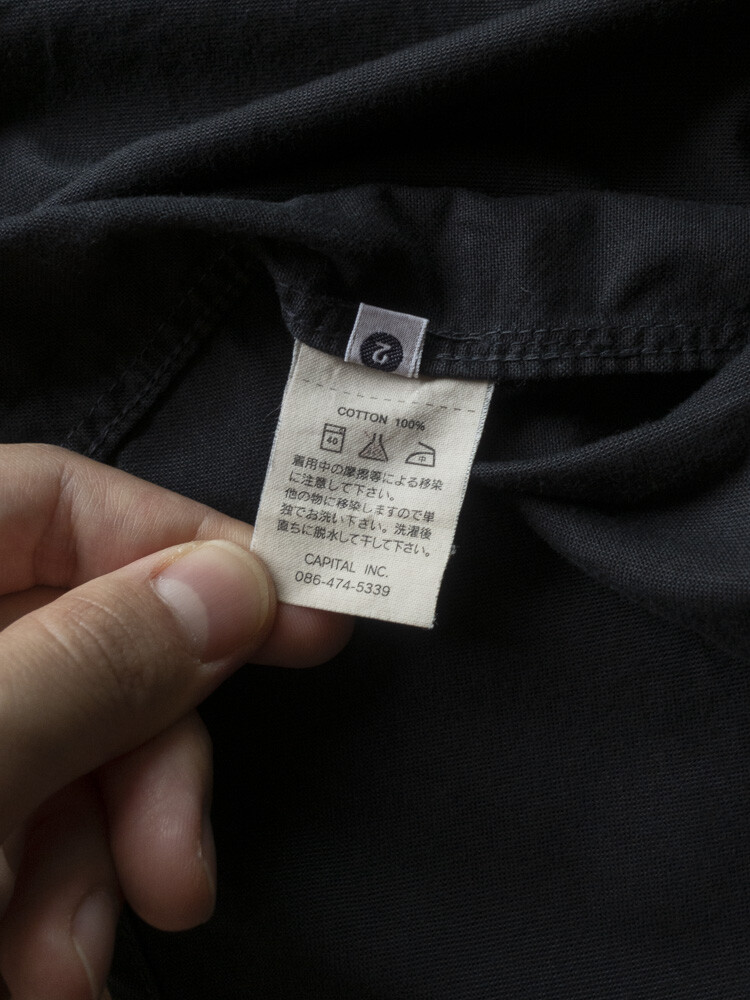 2
COTTON 100%
40
中
着用中の摩擦等による移染
に注意して下さい。
他の物に移染しますので単
独でお洗い下さい。洗濯後
直ちに脱水して干して下さい。
CAPITAL INC.
086-474-5339